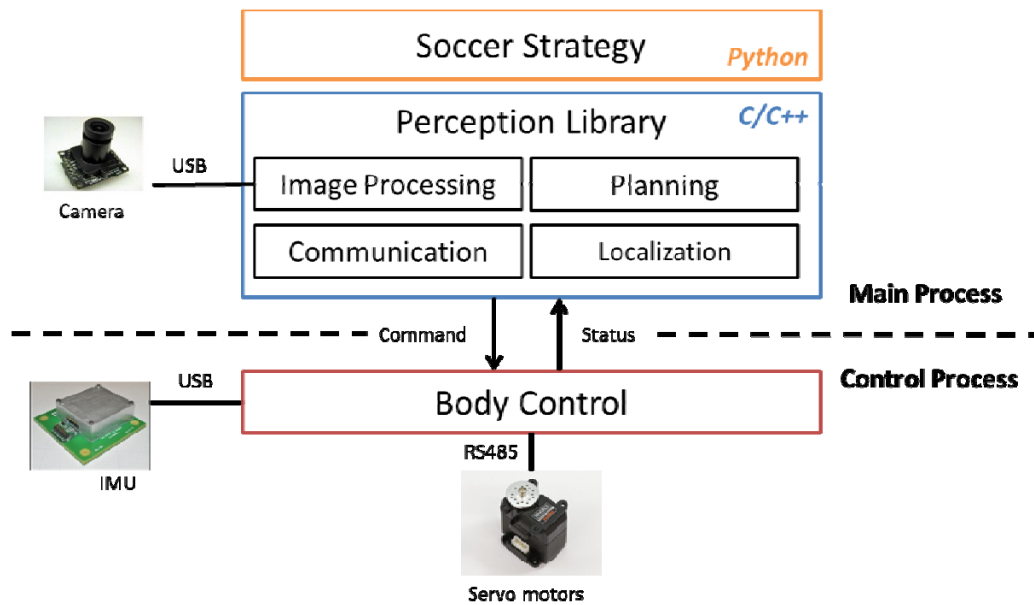 Soccer Strategy
Python
Perception Library
C/C++
USB
Image Processing
Planning
Camera
Communication
Localization
Main Process
Command
Status
USB
Control Process
Body Control
RS485
IMU
Servo motors